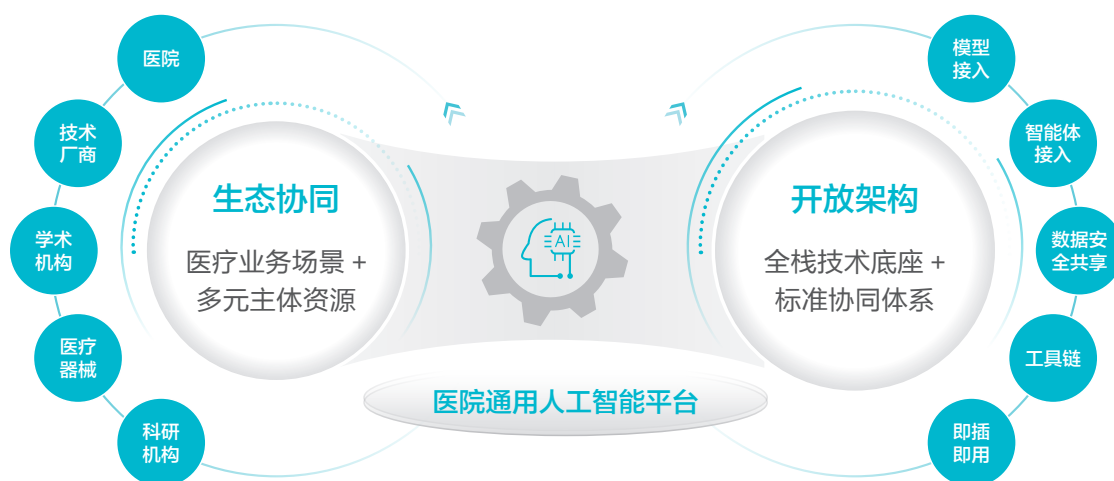 医院
技术
厂商
学术
机构
医疗
器械
科研
机构
生态协同
医疗业务场景 +
多元主体资源
AI
医院通用人工智能平台
开放架构
全栈技术底座 +
标准协同体系
模型
接入
智能体
接入
数据安
全共享
工具链
即插
即用